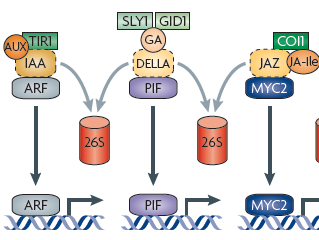 SLY1 GID1
AUX TIR1 GA COI1
IAA DELLA JAZ JA-Ile
ARF PIF MYC2
26S 26S
ARF PIF MYC2